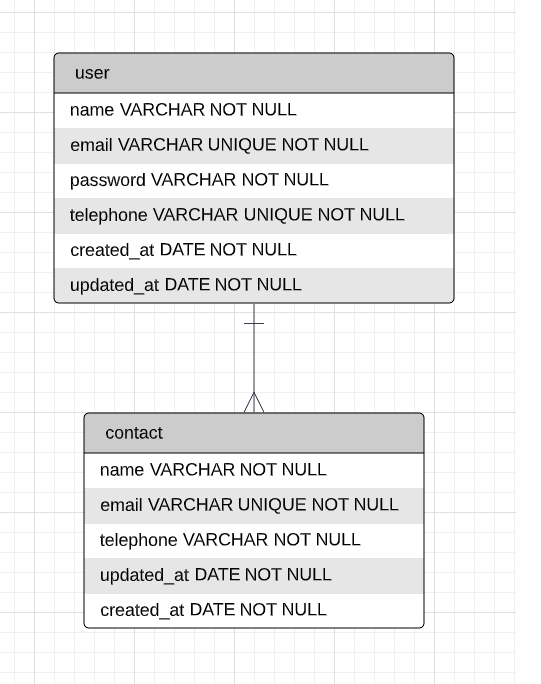 user
name VARCHAR NOT NULL
email VARCHAR UNIQUE NOT NULL
password VARCHAR NOT NULL
telephone VARCHAR UNIQUE NOT NULL
created_at DATE NOT NULL
updated_at DATE NOT NULL
contact
name VARCHAR NOT NULL
email VARCHAR UNIQUE NOT NULL
telephone VARCHAR NOT NULL
updated_at DATE NOT NULL
created_at DATE NOT NULL